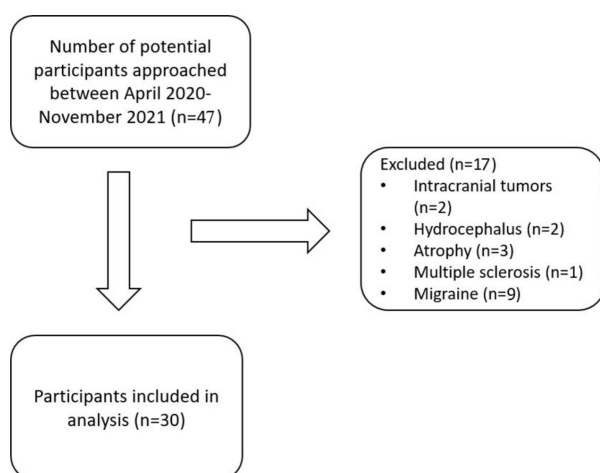 Number of potential
participants approached
between April 2020-
November 2021 (n=47)
Excluded (n=17)
• Intracranial tumors
(n=2)
• Hydrocephalus (n=2)
• Atrophy (n=3)
• Multiple sclerosis (n=1)
• Migraine (n=9)
Participants included in
analysis (n=30)